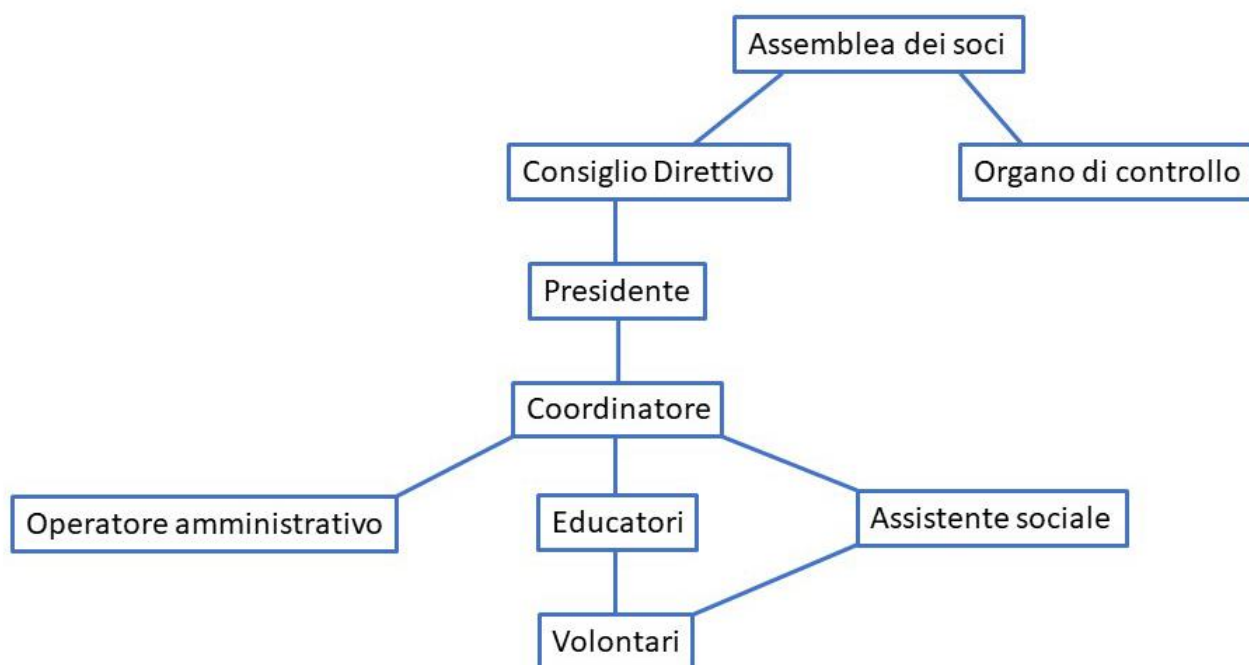 Assemblea dei soci
Consiglio Direttivo
Organo di controllo
Presidente
Coordinatore
Operatore amministrativo
Educatori
Assistente sociale
Volontari